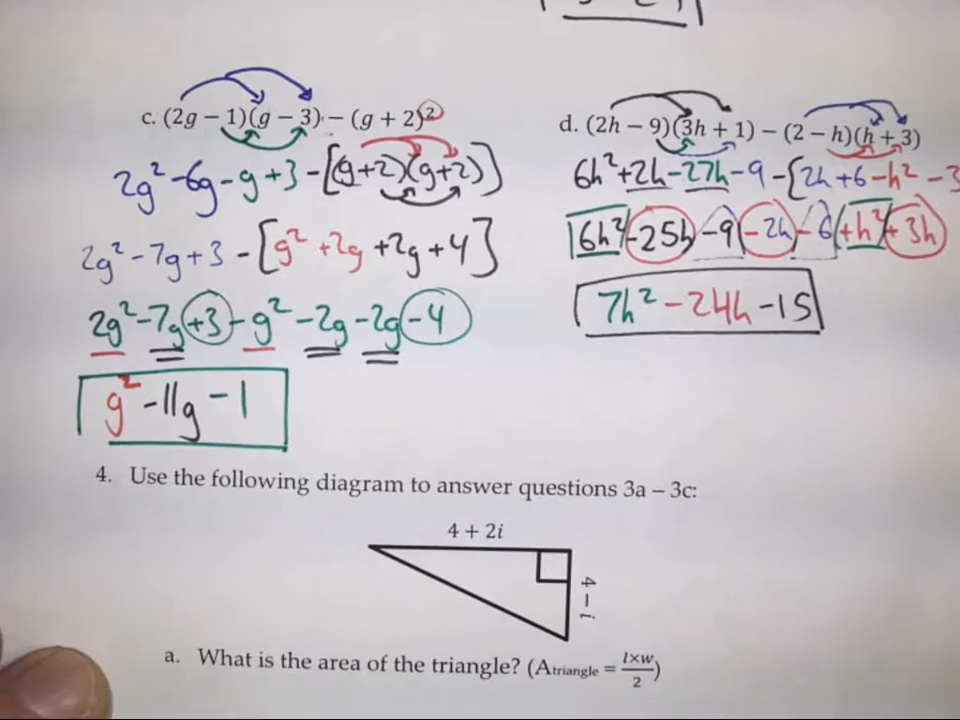 c. (2g − 1)(g − 3) − (g + 2)²
2g² -6g -g +3 -[(g+2)(g+2)]
2g² -7g +3 -[g² +2g +2g +4]
2g² -7g +3 -g² -2g -2g -4
g² -11g -1
d. (2h − 9)(3h + 1) − (2 − h)(h + 3)
6h² +2h -27h -9 -[2h +6 -h² -3
6h² -25h -9 -2h -6 +h² +3h
7h² -24h -15
4. Use the following diagram to answer questions 3a – 3c:
4 + 2i
4 − i
a. What is the area of the triangle? (Atriangle = l×w/2)